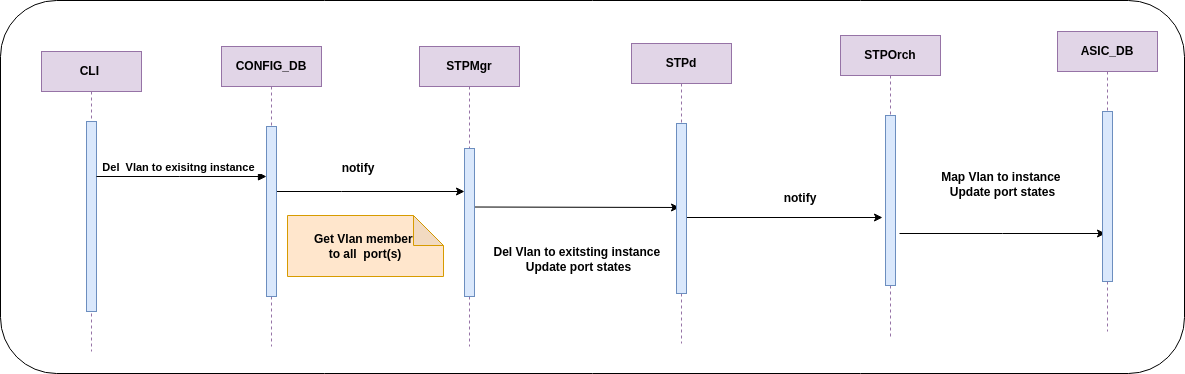 CLI
CONFIG_DB
STPMgr
STPd
STPOrch
ASIC_DB
Del  Vlan to exisitng instance
notify
Get Vlan member
to all  port(s)
Del Vlan to exitsting instance
Update port states
notify
Map Vlan to instance
Update port states